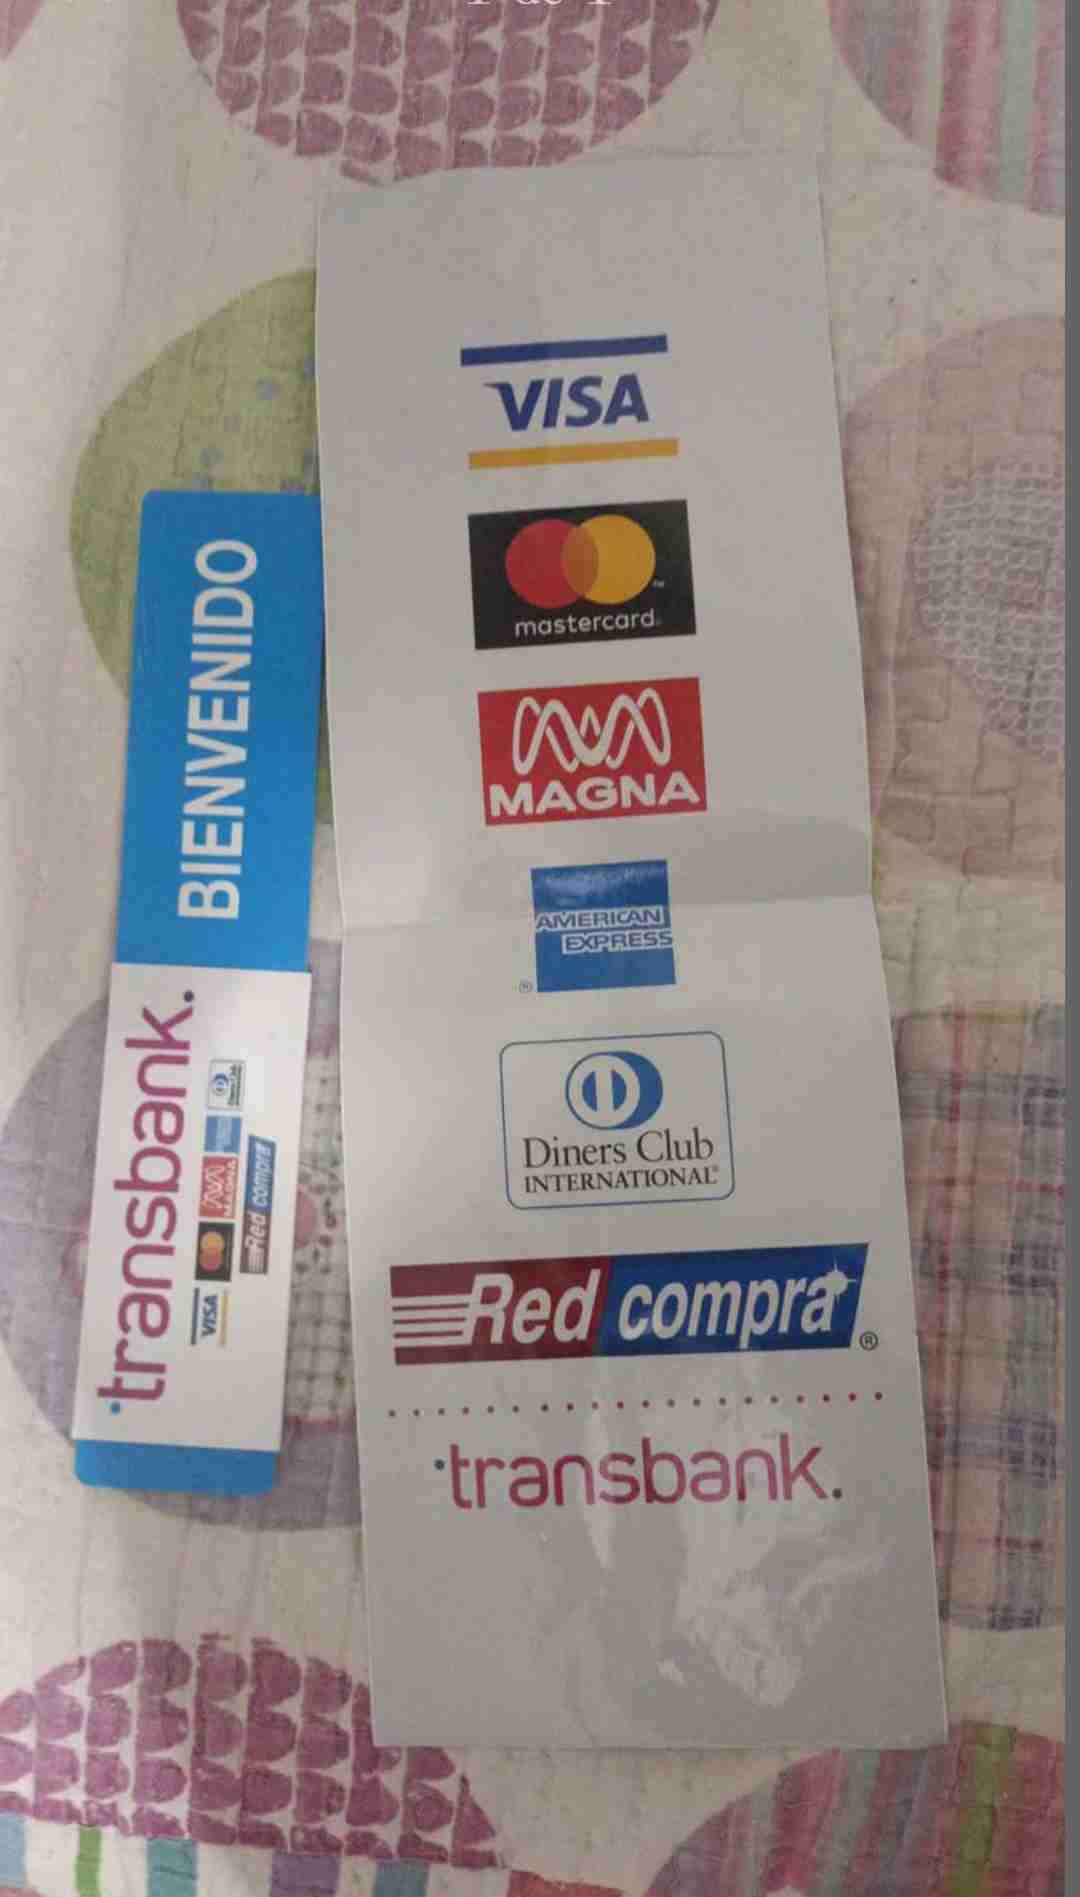 VISA
mastercard
MAGNA
AMERICAN
EXPRESS
®
Diners Club
INTERNATIONAL®
Red compra®
transbank.
BIENVENIDO
transbank.
VISA
MAGNA
Red compra